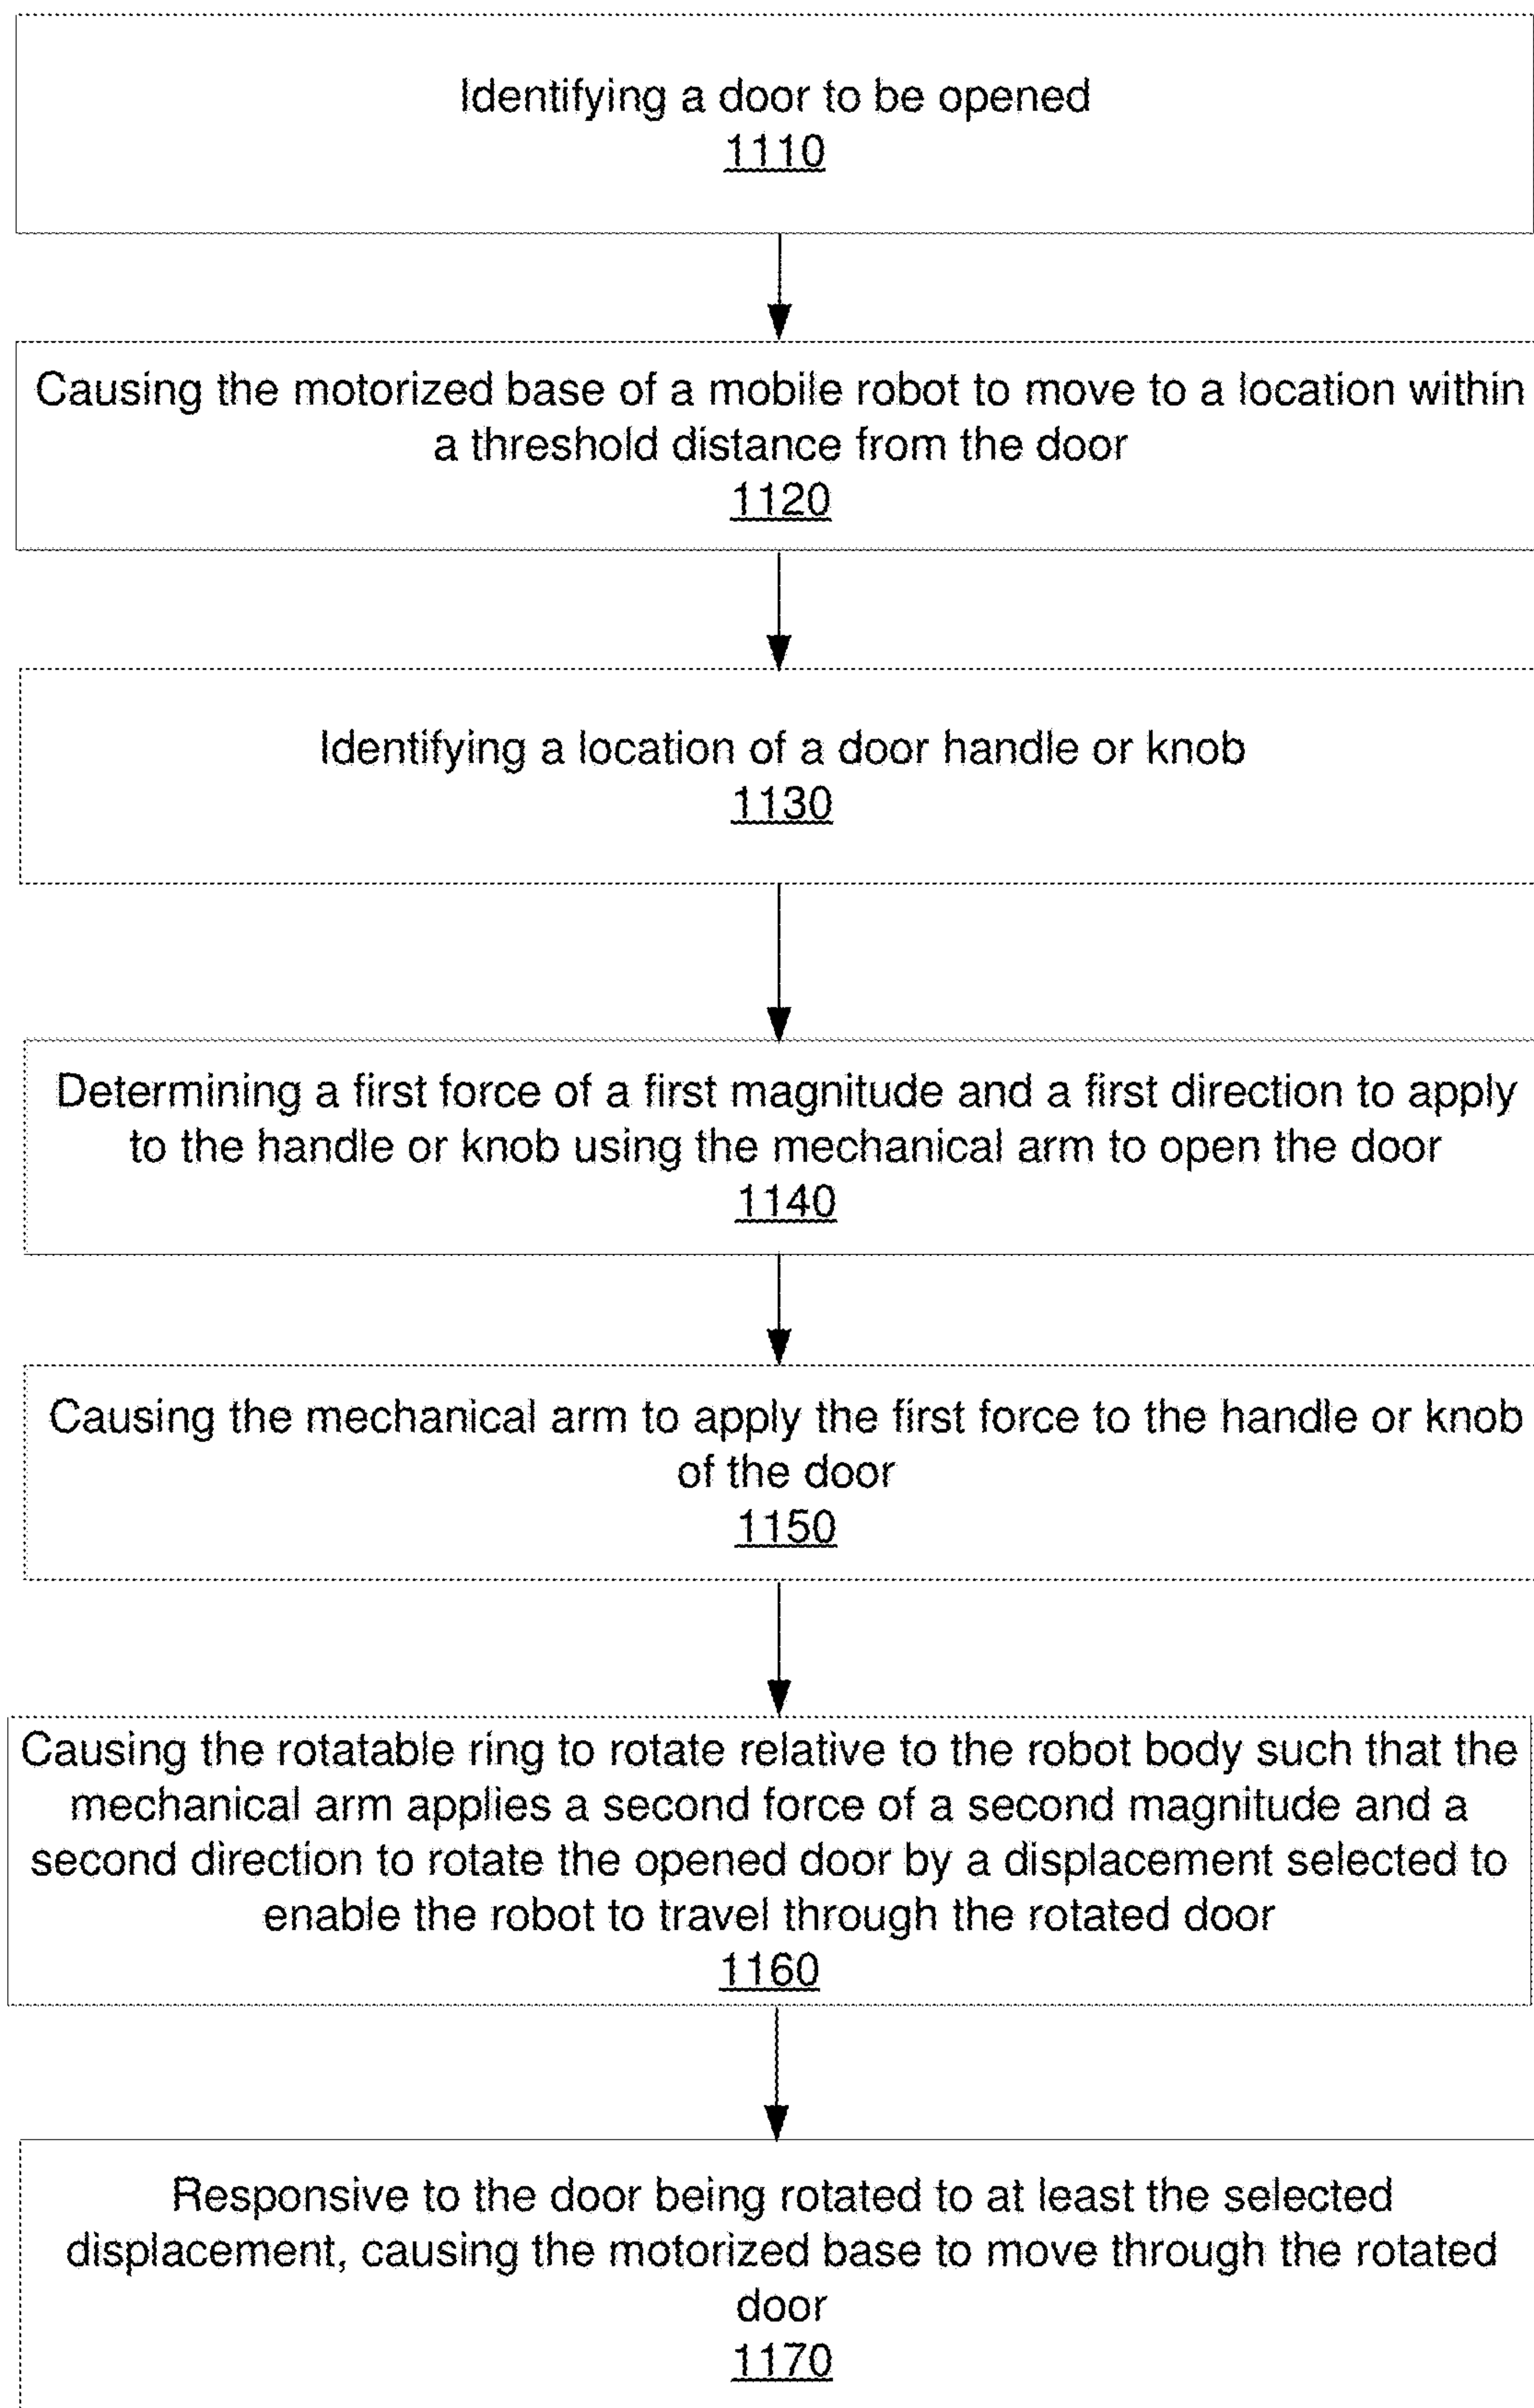 Identifying a door to be opened
1110
Causing the motorized base of a mobile robot to move to a location within
a threshold distance from the door
1120
Identifying a location of a door handle or knob
1130
Determining a first force of a first magnitude and a first direction to apply
to the handle or knob using the mechanical arm to open the door
1140
Causing the mechanical arm to apply the first force to the handle or knob
of the door
1150
Causing the rotatable ring to rotate relative to the robot body such that the
mechanical arm applies a second force of a second magnitude and a
second direction to rotate the opened door by a displacement selected to
enable the robot to travel through the rotated door
1160
Responsive to the door being rotated to at least the selected
displacement, causing the motorized base to move through the rotated
door
1170